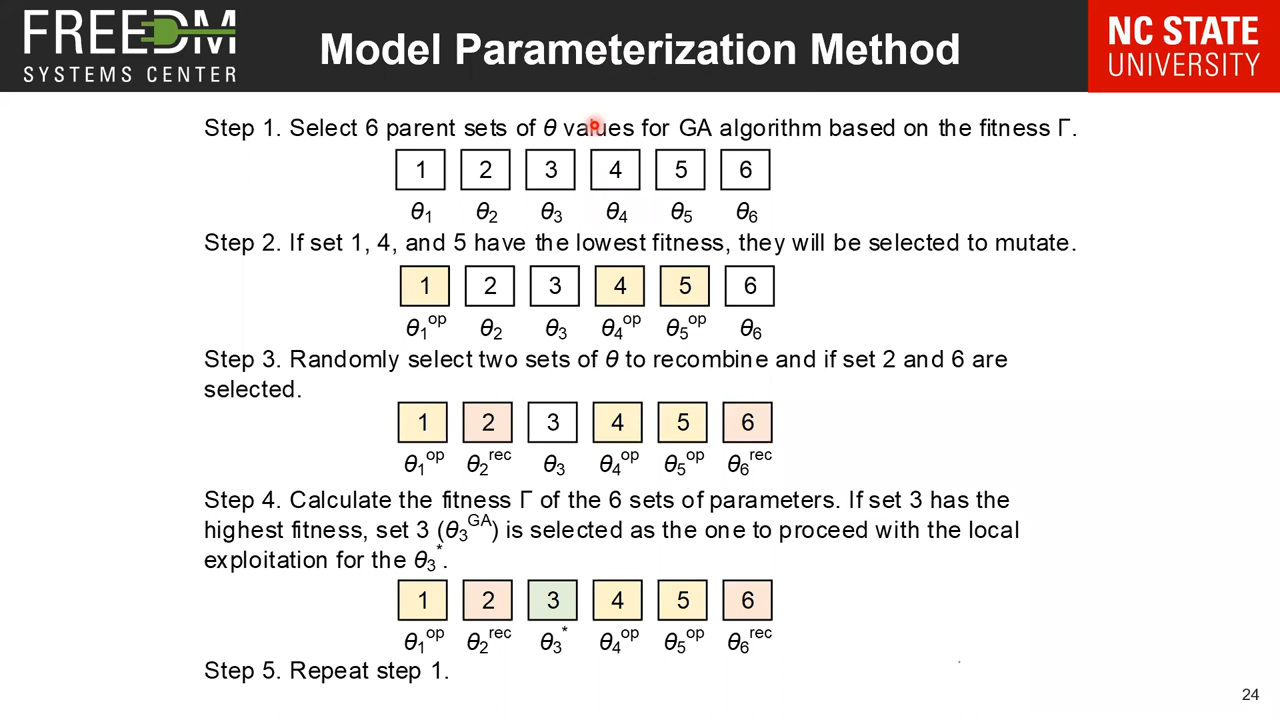 FREEDM
SYSTEMS CENTER
Model Parameterization Method
NC STATE
UNIVERSITY
Step 1. Select 6 parent sets of θ values for GA algorithm based on the fitness Γ.
1 2 3 4 5 6
θ₁ θ₂ θ₃ θ₄ θ₅ θ₆
Step 2. If set 1, 4, and 5 have the lowest fitness, they will be selected to mutate.
1 2 3 4 5 6
θ₁ᵒᵖ θ₂ θ₃ θ₄ᵒᵖ θ₅ᵒᵖ θ₆
Step 3. Randomly select two sets of θ to recombine and if set 2 and 6 are
selected.
1 2 3 4 5 6
θ₁ᵒᵖ θ₂ʳᵉᶜ θ₃ θ₄ᵒᵖ θ₅ᵒᵖ θ₆ʳᵉᶜ
Step 4. Calculate the fitness Γ of the 6 sets of parameters. If set 3 has the
highest fitness, set 3 (θ₃ᴳᴬ) is selected as the one to proceed with the local
exploitation for the θ₃*.
1 2 3 4 5 6
θ₁ᵒᵖ θ₂ʳᵉᶜ θ₃* θ₄ᵒᵖ θ₅ᵒᵖ θ₆ʳᵉᶜ
Step 5. Repeat step 1.
24